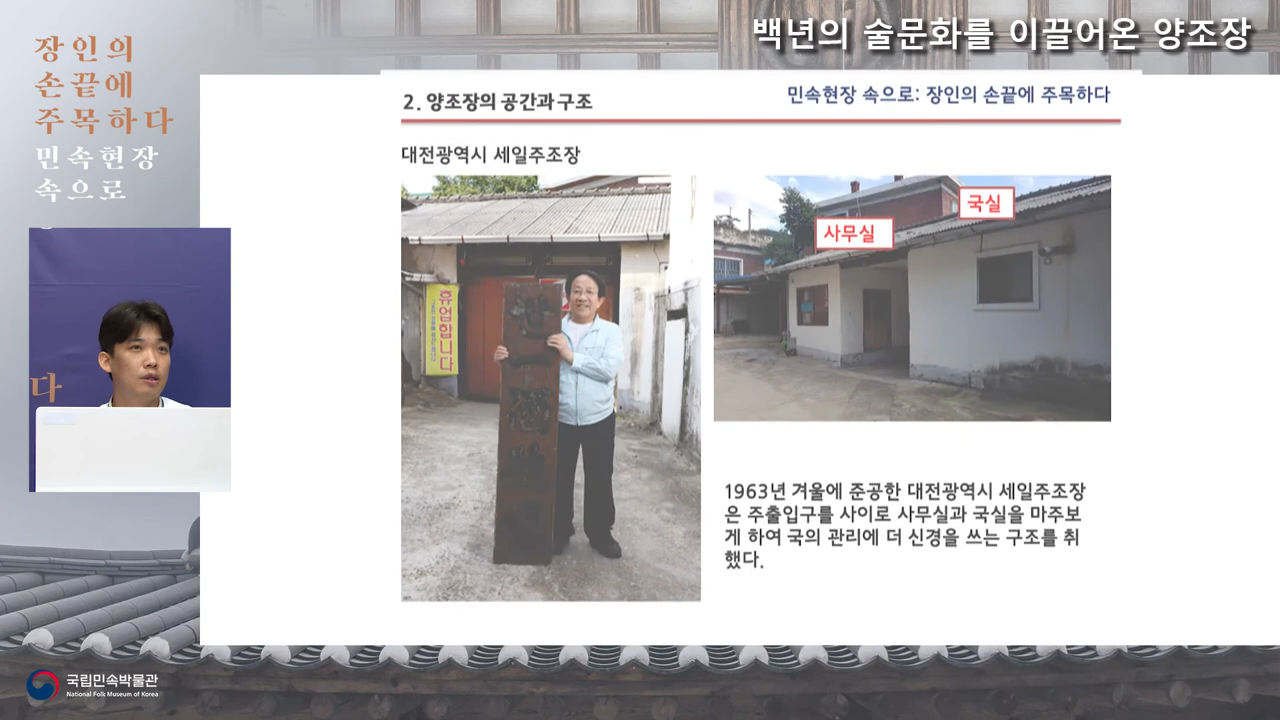 백년의 술문화를 이끌어온 양조장
장인의
손끝에
주목하다
민속현장
속으로
다
2. 양조장의 공간과 구조
민속현장 속으로: 장인의 손끝에 주목하다
대전광역시 세일주조장
휴업합니다
사무실
국실
1963년 겨울에 준공한 대전광역시 세일주조장
은 주출입구를 사이로 사무실과 국실을 마주보
게 하여 국의 관리에 더 신경을 쓰는 구조를 취
했다.
국립민속박물관
National Folk Museum of Korea